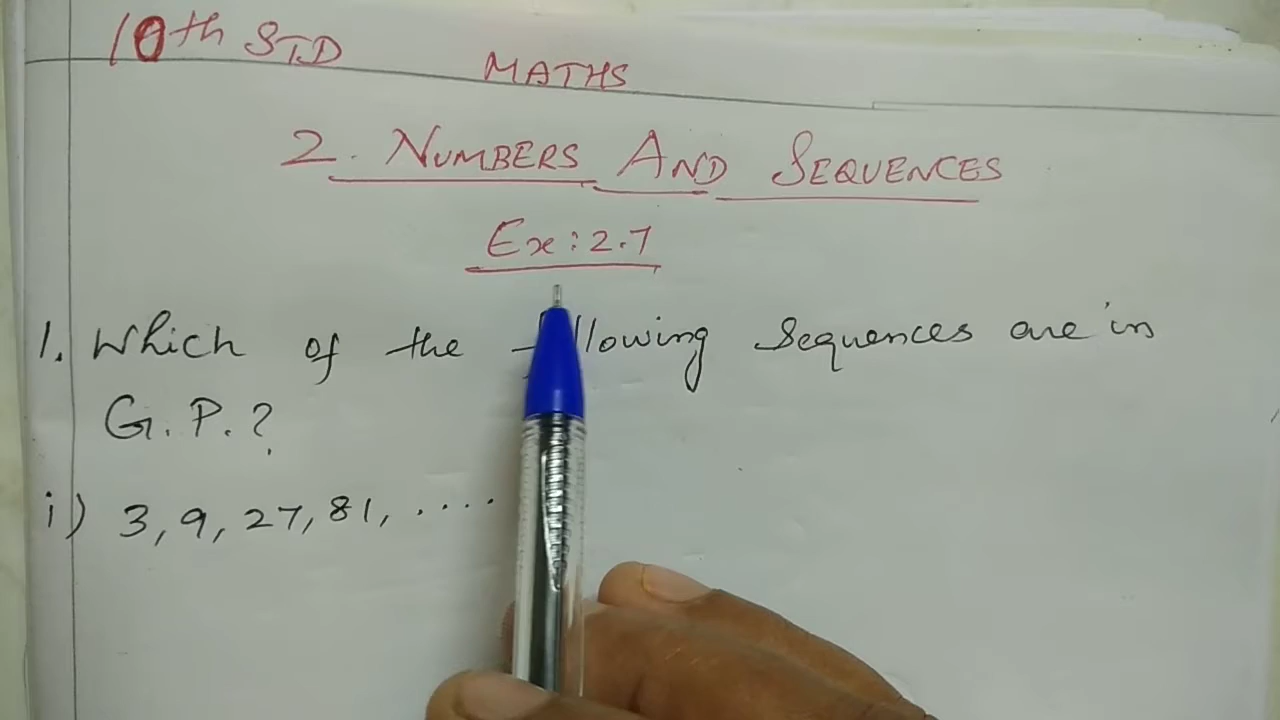 10th STD
MATHS
2. NUMBERS AND SEQUENCES
Ex: 2.7
1. Which of the following Sequences are in
G.P.?
i) 3, 9, 27, 81, ....